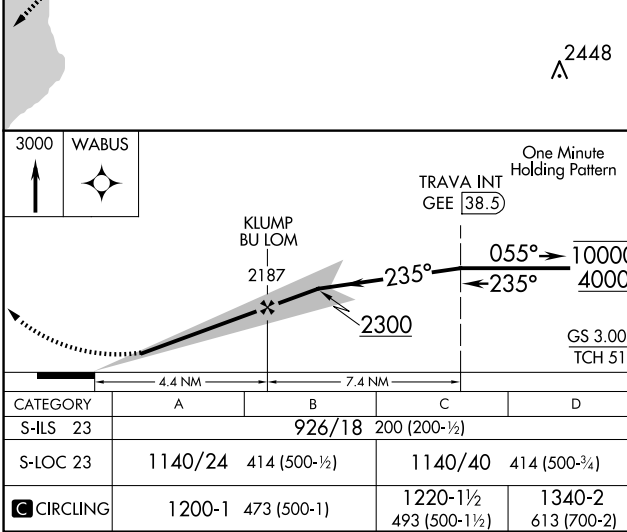 2448
3000 WABUS
One Minute
Holding Pattern
TRAVA INT
GEE 38.5
KLUMP
BU LOM
2187
055° 10000
235° 235° 4000
2300
GS 3.00
TCH 51
4.4 NM 7.4 NM
CATEGORY A B C D
S-ILS 23 926/18 200 (200-½)
S-LOC 23 1140/24 414 (500-½) 1140/40 414 (500-¾)
C CIRCLING 1200-1 473 (500-1) 1220-1½ 1340-2
493 (500-1½) 613 (700-2)